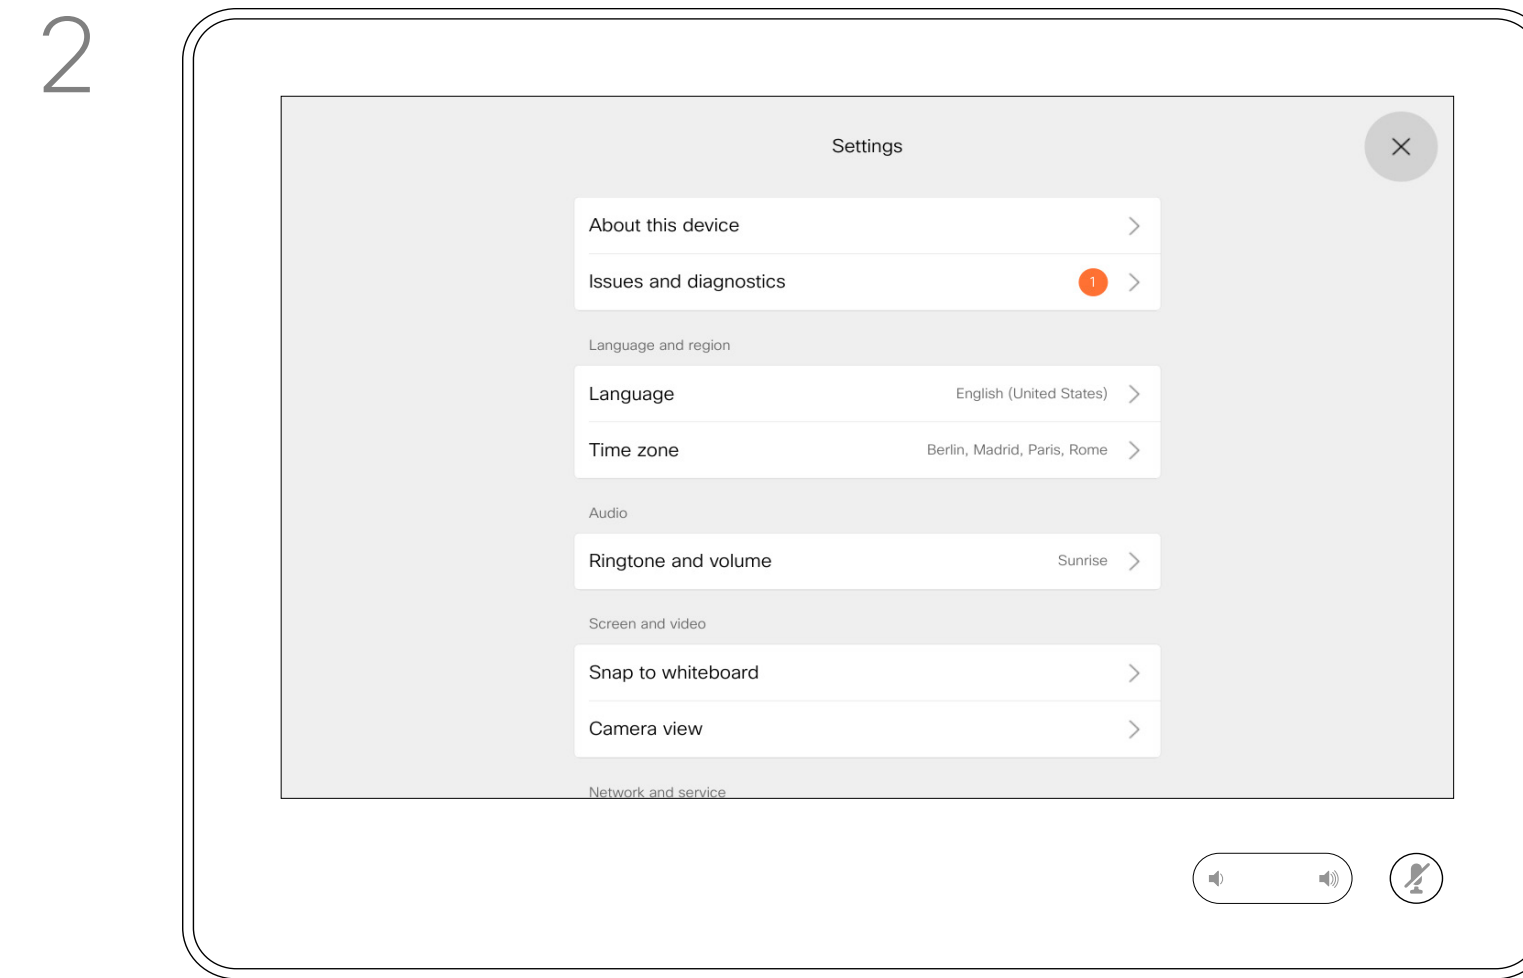 2
Settings
About this device
Issues and diagnostics 1
Language and region
Language English (United States)
Time zone Berlin, Madrid, Paris, Rome
Audio
Ringtone and volume Sunrise
Screen and video
Snap to whiteboard
Camera view
Network and service